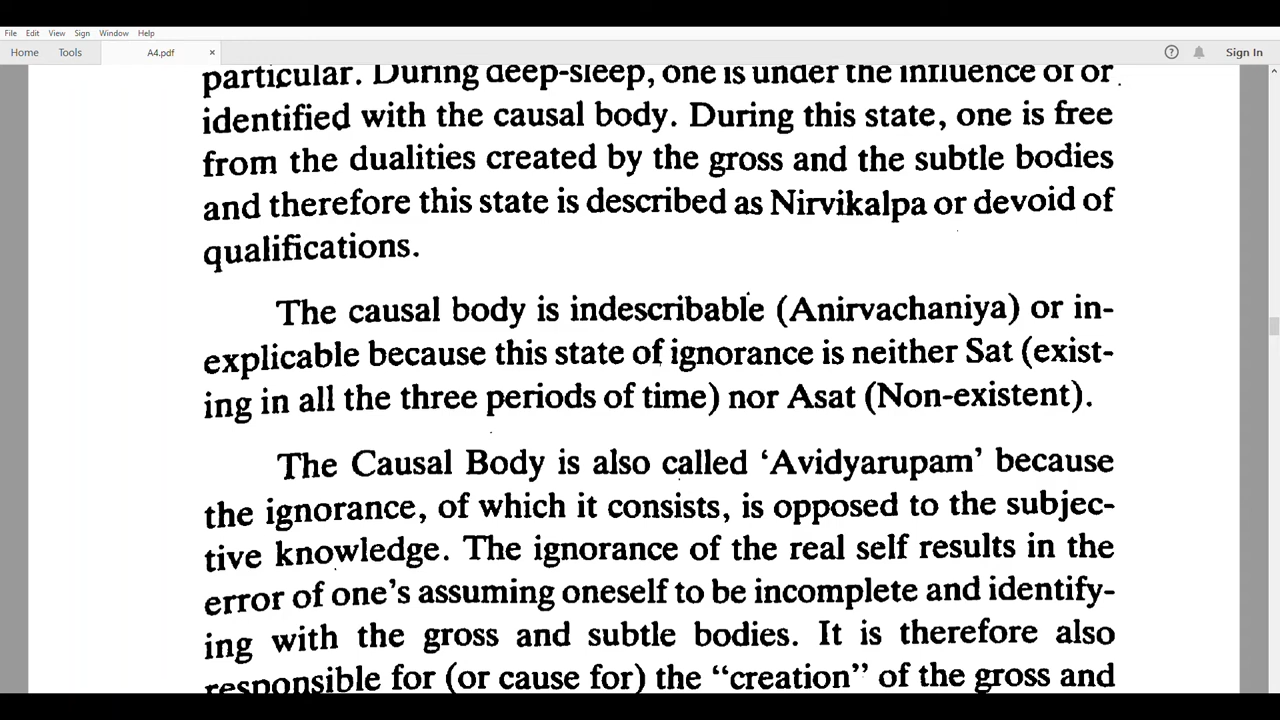 File Edit View Sign Window Help
Home Tools A4.pdf × ? Sign In
particular. During deep-sleep, one is under the influence of or
identified with the causal body. During this state, one is free
from the dualities created by the gross and the subtle bodies
and therefore this state is described as Nirvikalpa or devoid of
qualifications.
The causal body is indescribable (Anirvachaniya) or in-
explicable because this state of ignorance is neither Sat (exist-
ing in all the three periods of time) nor Asat (Non-existent).
The Causal Body is also called ‘Avidyarupam’ because
the ignorance, of which it consists, is opposed to the subjec-
tive knowledge. The ignorance of the real self results in the
error of one’s assuming oneself to be incomplete and identify-
ing with the gross and subtle bodies. It is therefore also
responsible for (or cause for) the “creation” of the gross and